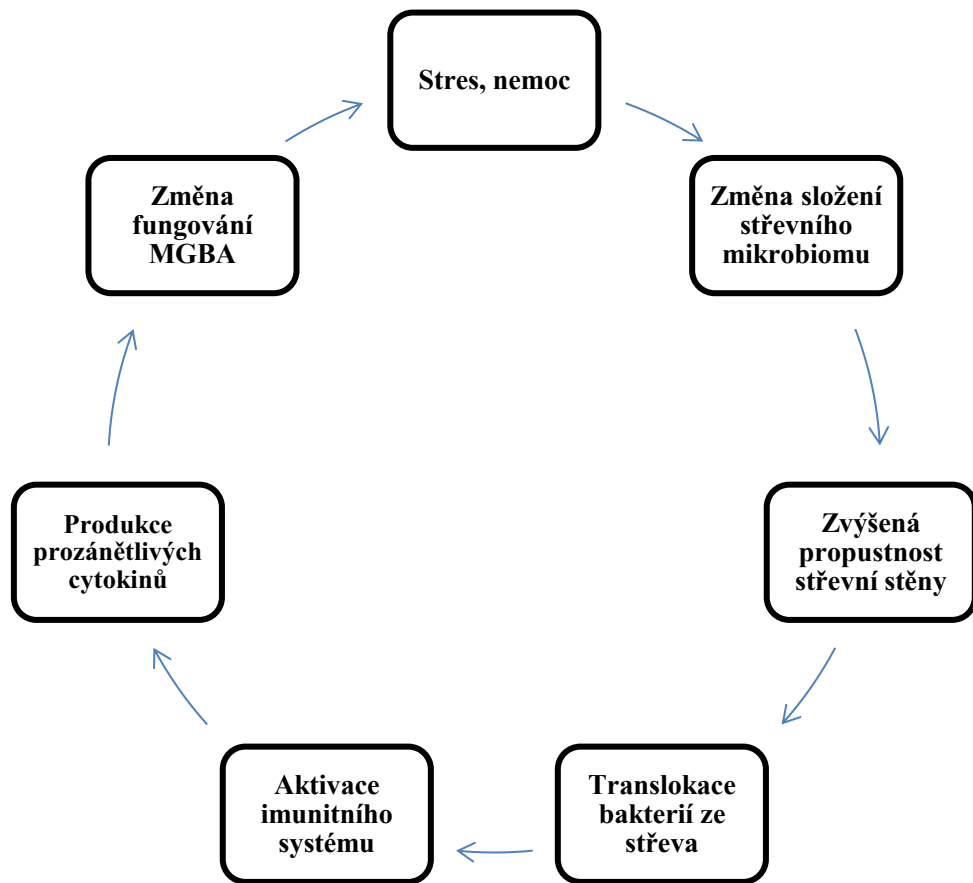 Stres, nemoc
Změna složení
střevního
mikrobiomu
Zvýšená
propustnost
střevní stěny
Translokace
bakterií ze
střeva
Aktivace
imunitního
systému
Produkce
prozánětlivých
cytokinů
Změna
fungování
MGBA